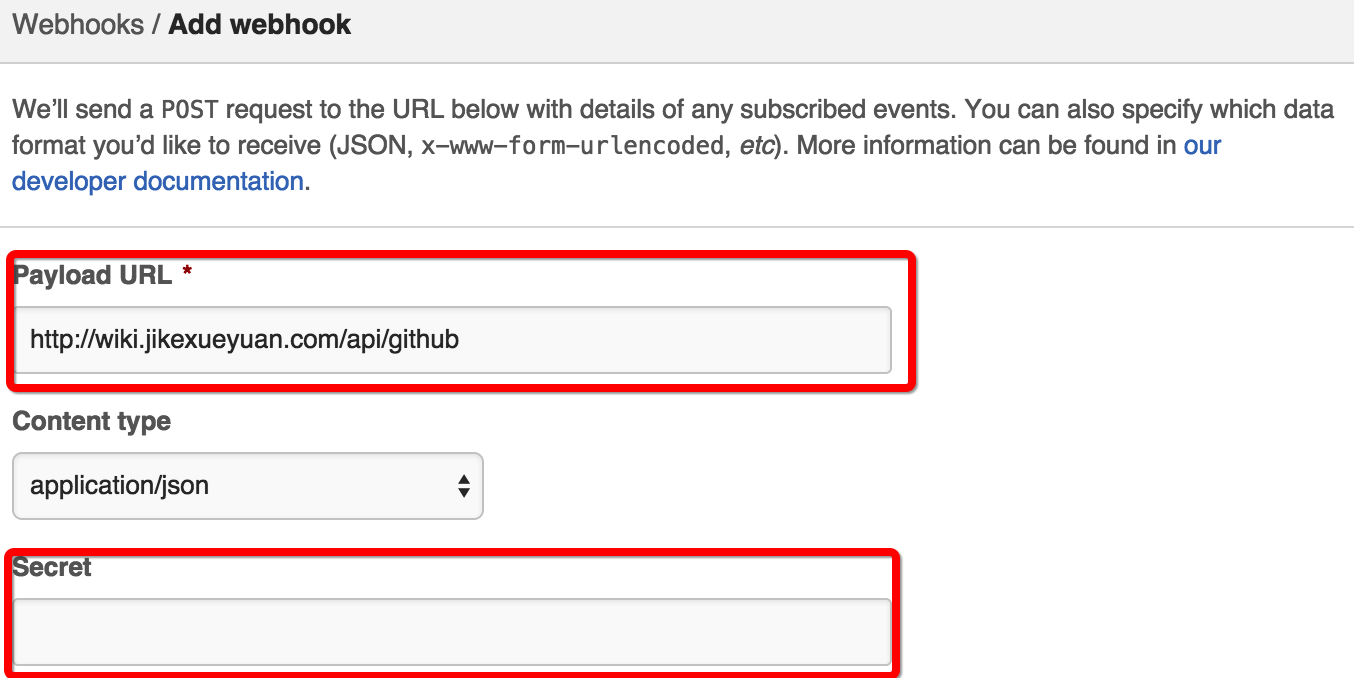 Webhooks / Add webhook
We’ll send a POST request to the URL below with details of any subscribed events. You can also specify which data
format you’d like to receive (JSON, x-www-form-urlencoded, etc). More information can be found in our
developer documentation.
Payload URL *
http://wiki.jikexueyuan.com/api/github
Content type
application/json
Secret